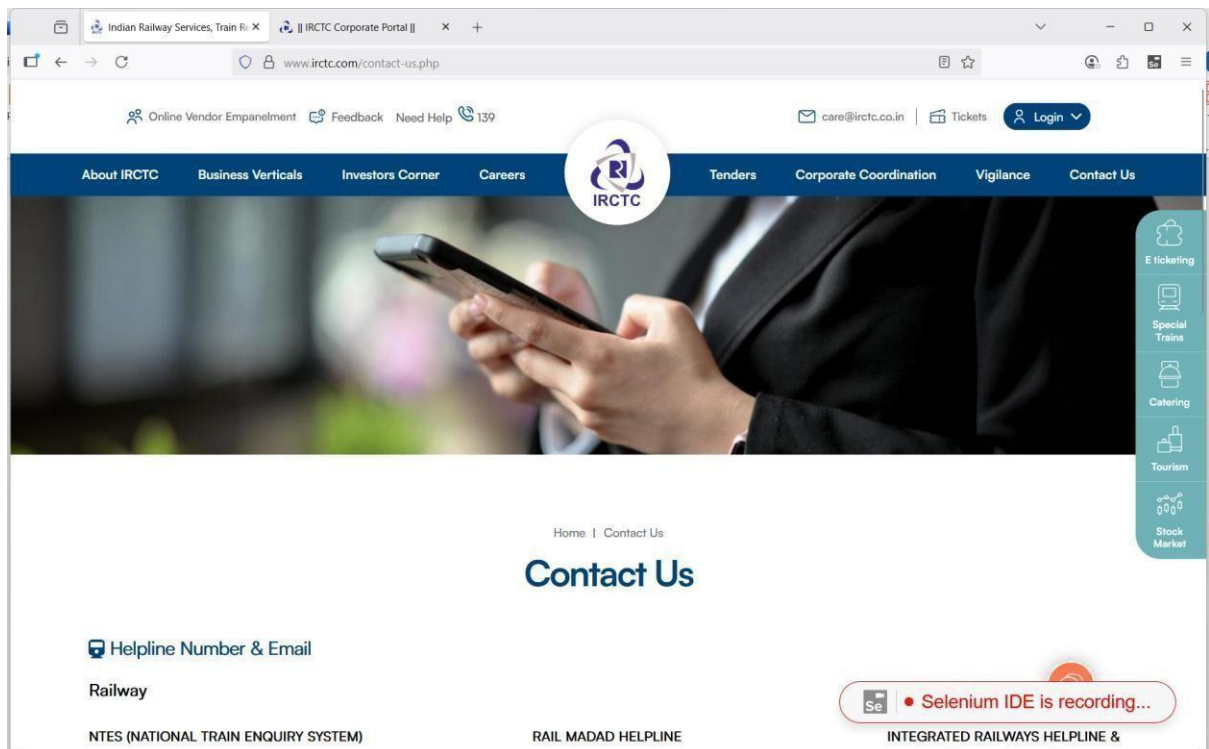 Indian Railway Services, Train Re
|| IRCTC Corporate Portal ||
www.irctc.com/contact-us.php
Online Vendor Empanelment
Feedback
Need Help
139
care@irctc.co.in
Tickets
Login
About IRCTC
Business Verticals
Investors Corner
Careers
IRCTC
Tenders
Corporate Coordination
Vigilance
Contact Us
E ticketing
Special
Trains
Catering
Tourism
Stock
Market
Home | Contact Us
Contact Us
Helpline Number & Email
Railway
Se
Selenium IDE is recording...
NTES (NATIONAL TRAIN ENQUIRY SYSTEM)
RAIL MADAD HELPLINE
INTEGRATED RAILWAYS HELPLINE &